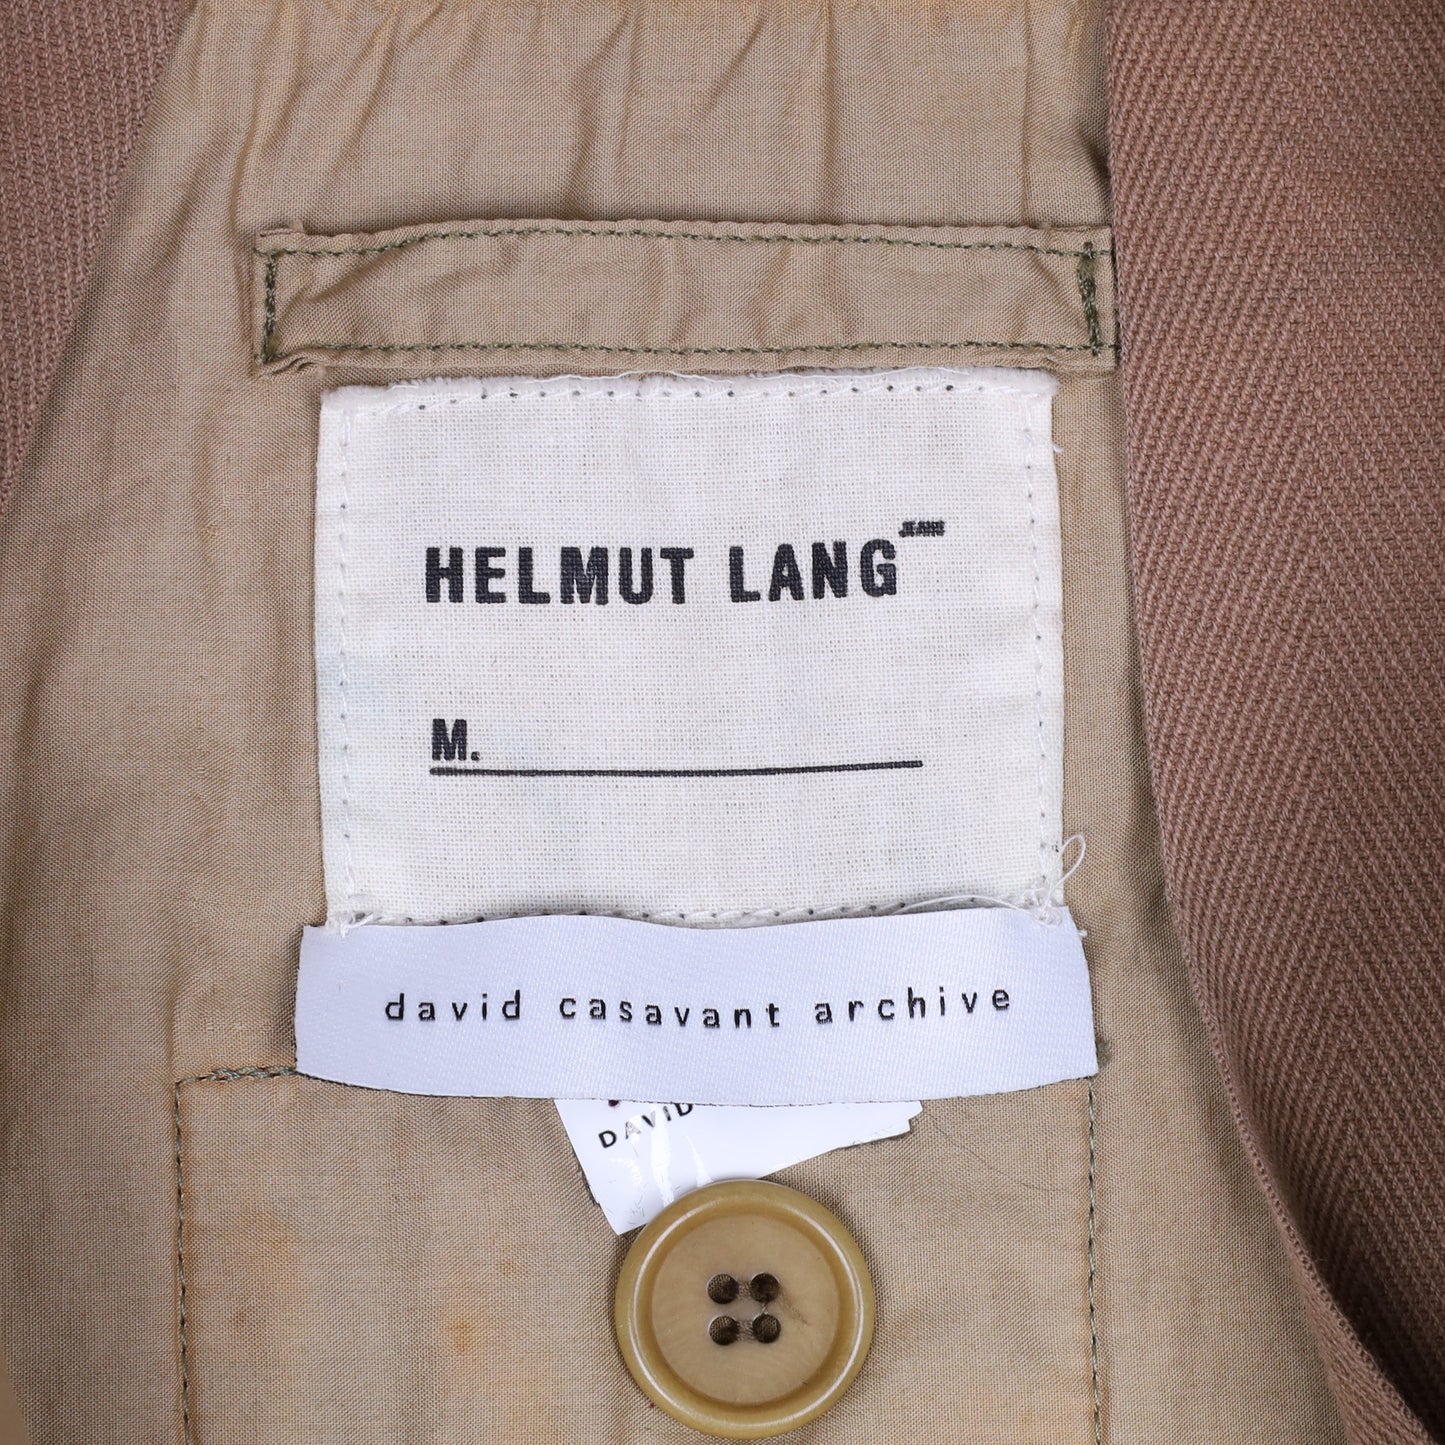 HELMUT LANG JEANS
M.
david casavant archive
DAVID